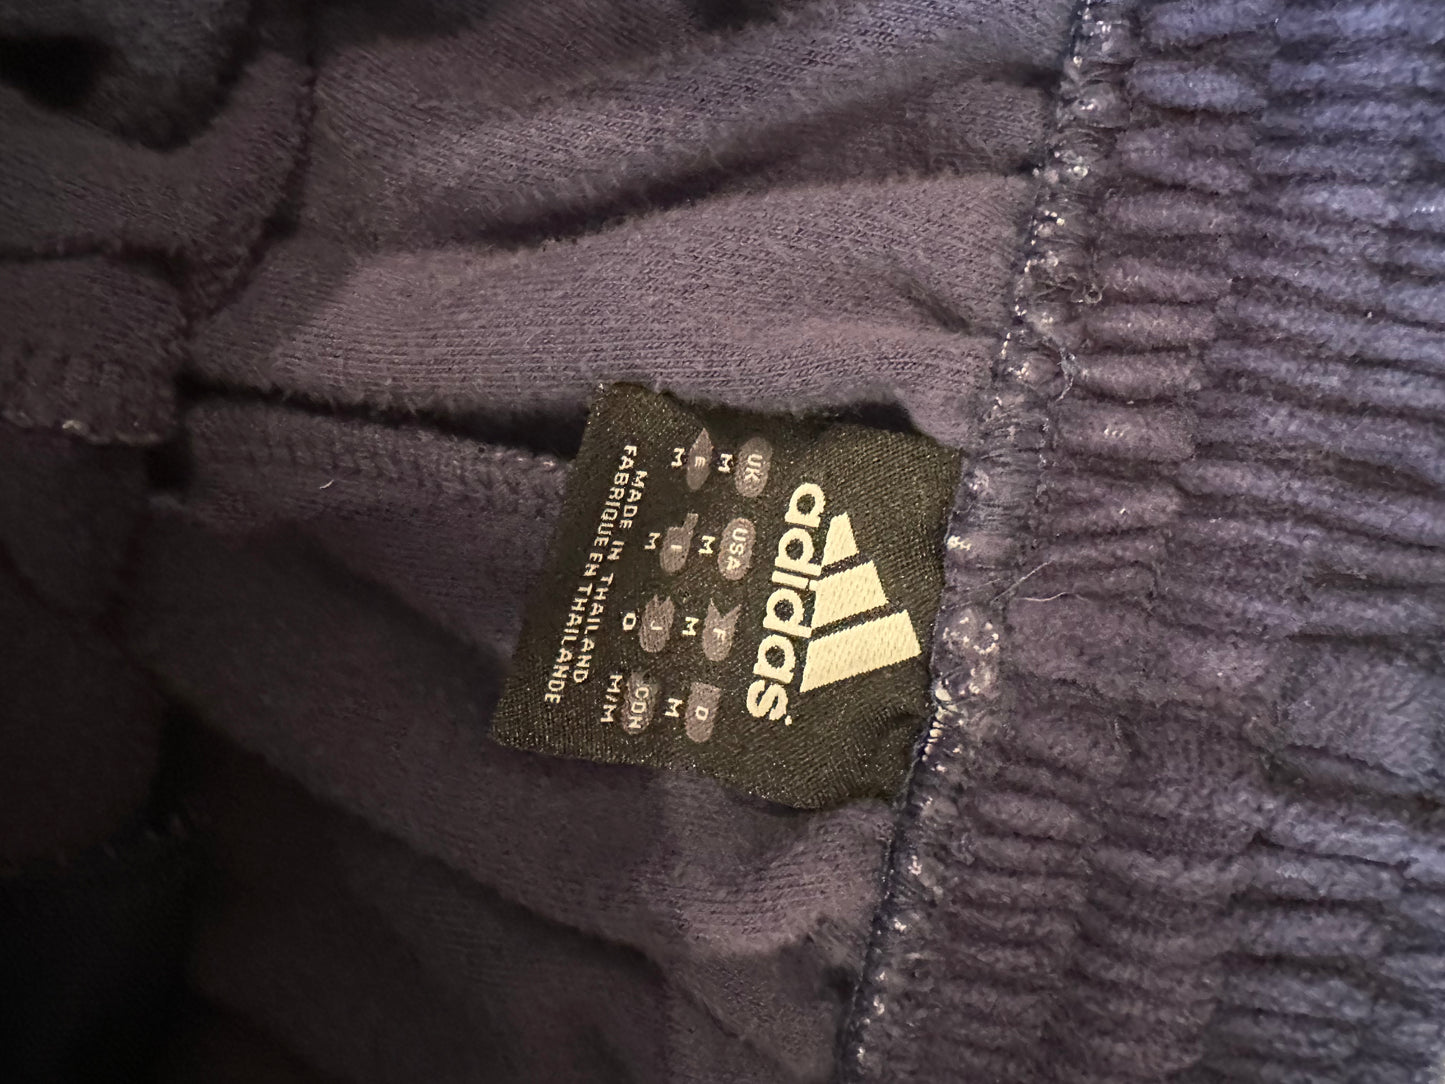 adidas
UK USA F D
M M M M
E I J CDN
M M O M/M
MADE IN THAILAND
FABRIQUE EN THAILANDE